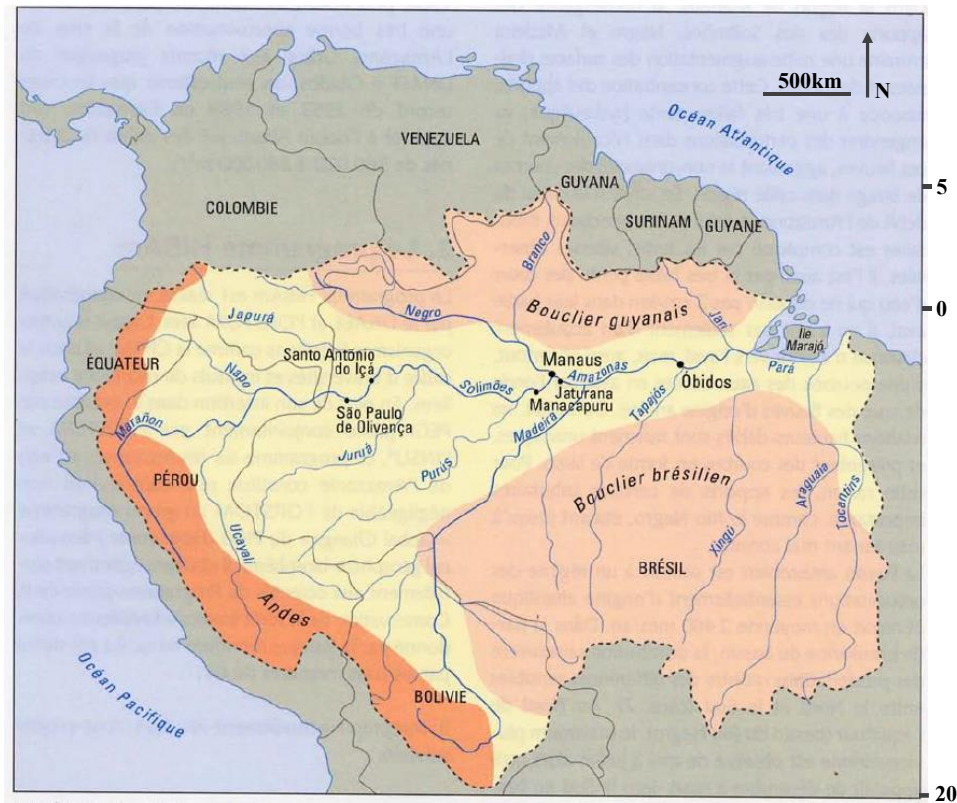 500km
N
Océan Atlantique
VENEZUELA
GUYANA
5
COLOMBIE
SURINAM
GUYANE
Branco
0
Negro
Bouclier guyanais
Jari
Japurá
Ile
Marajó
ÉQUATEUR
Santo Antonio
do Içá
Manaus
Amazonas
Pará
Napo
Solimões
Óbidos
Jaturana
Manacapuru
Marañon
São Paulo
de Olivença
Madeira
Tapajós
Juruá
Purús
PÉROU
Bouclier brésilien
Araguaia
Tocantins
Xingú
Ucayali
BRÉSIL
Andes
Océan Pacifique
BOLIVIE
20